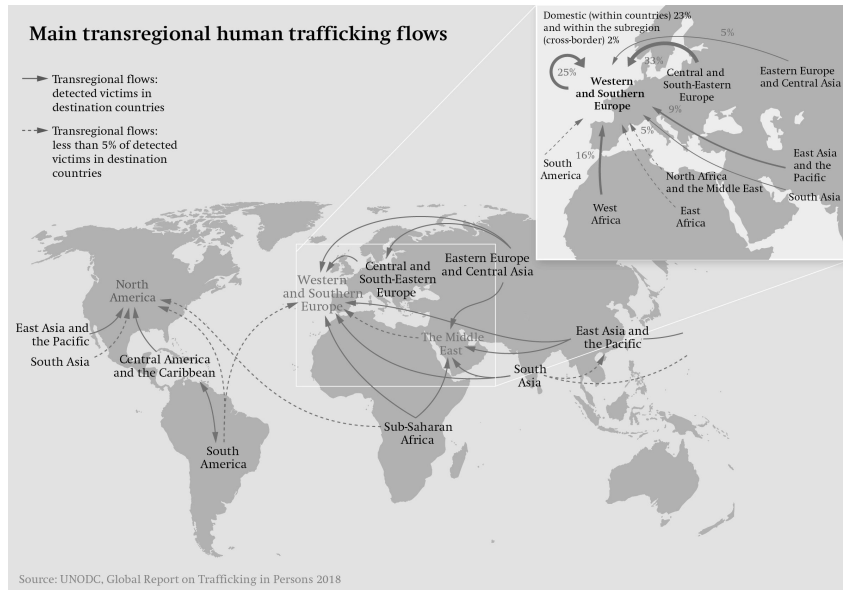 Main transregional human trafficking flows
Transregional flows:
detected victims in
destination countries
Transregional flows:
less than 5% of detected
victims in destination
countries
Domestic (within countries) 23%
and within the subregion
(cross-border) 2%
5%
25%
33%
Western
and Southern
Europe
Central and
South-Eastern
Europe
Eastern Europe
and Central Asia
9%
5%
16%
South
America
North Africa
and the Middle East
East Asia
and the
Pacific
South Asia
West
Africa
East
Africa
North
America
East Asia and
the Pacific
South Asia
Central America
and the Caribbean
South
America
Western
and Southern
Europe
Central and
South-Eastern
Europe
Eastern Europe
and Central Asia
The Middle
East
East Asia and
the Pacific
South
Asia
Sub-Saharan
Africa
Source: UNODC, Global Report on Trafficking in Persons 2018